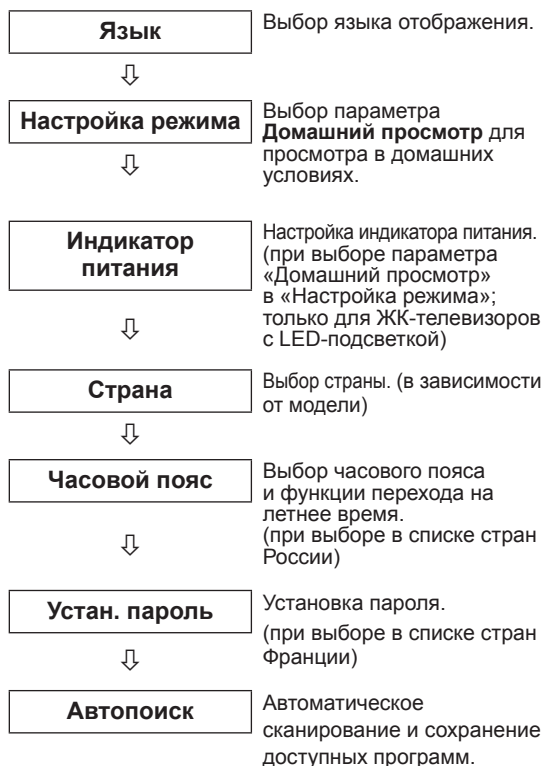 Язык
Выбор языка отображения.
⇩
Настройка режима
Выбор параметра
Домашний просмотр для
просмотра в домашних
условиях.
⇩
Индикатор
питания
Настройка индикатора питания.
(при выборе параметра
«Домашний просмотр»
в «Настройка режима»;
только для ЖК-телевизоров
с LED-подсветкой)
⇩
Страна
Выбор страны. (в зависимости
от модели)
⇩
Часовой пояс
Выбор часового пояса
и функции перехода на
летнее время.
(при выборе в списке стран
России)
⇩
Устан. пароль
Установка пароля.
(при выборе в списке стран
Франции)
⇩
Автопоиск
Автоматическое
сканирование и сохранение
доступных программ.